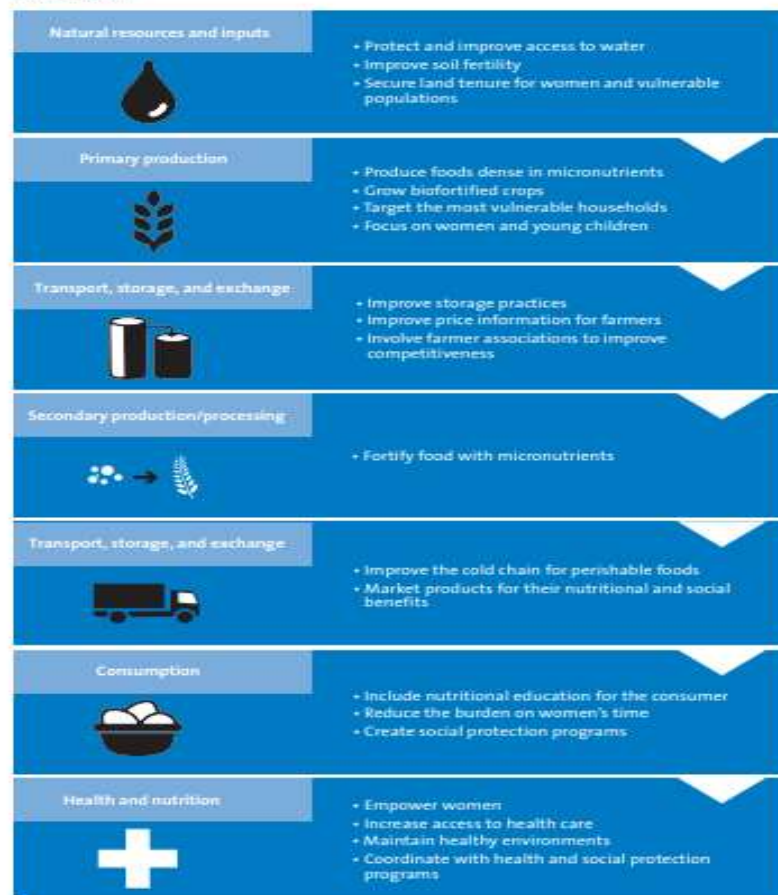 Natural resources and inputs
• Protect and improve access to water
• Improve soil fertility
• Secure land tenure for women and vulnerable
populations
Primary production
• Produce foods dense in micronutrients
• Grow biofortified crops
• Target the most vulnerable households
• Focus on women and young children
Transport, storage, and exchange
• Improve storage practices
• Improve price information for farmers
• Involve farmer associations to improve
competitiveness
Secondary production/processing
• Fortify food with micronutrients
Transport, storage, and exchange
• Improve the cold chain for perishable foods
• Market products for their nutritional and social
benefits
Consumption
• Include nutritional education for the consumer
• Reduce the burden on women's time
• Create social protection programs
Health and nutrition
• Empower women
• Increase access to health care
• Maintain healthy environments
• Coordinate with health and social protection
programs